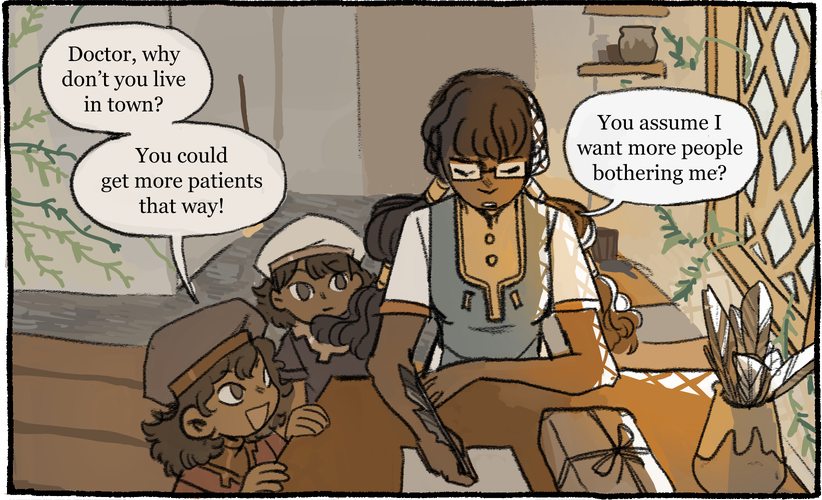 Doctor, why
don’t you live
in town?
You could
get more patients
that way!
You assume I
want more people
bothering me?